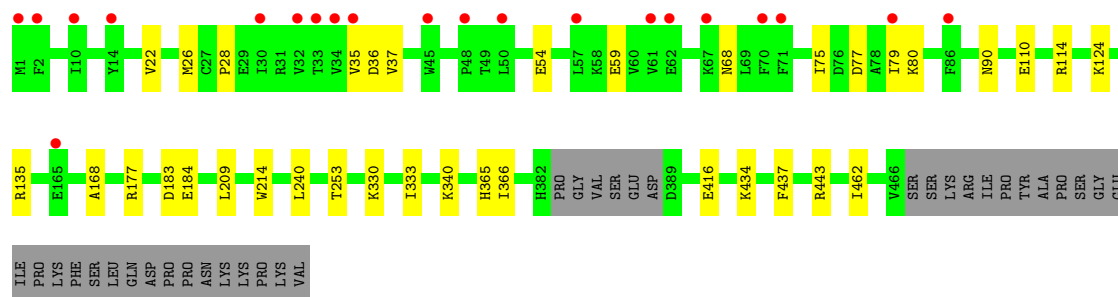 M1 F2 I10 Y14 V22 M26 C27 P28 E29 I30 R31 V32 T33 V34 V35 D36 V37 W45 P48 T49 L50 E54 L57 K58 E59 V60 V61 E62 K67 N68 L69 F70 F71 I75 D76 D77 A78 I79 K80 F86 N90 E110 R114 K124
R135 E165 A168 R177 D183 E184 L209 W214 L240 T253 K330 I333 K340 H365 I366 H382 PRO GLY VAL SER GLU ASP D389 E416 K434 F437 R443 I462 V466 SER SER LYS ARG ILE PRO TYR ALA PRO SER GLY GLU
ILE PRO LYS PHE SER LEU GLN ASP PRO PRO ASN LYS LYS PRO LYS VAL